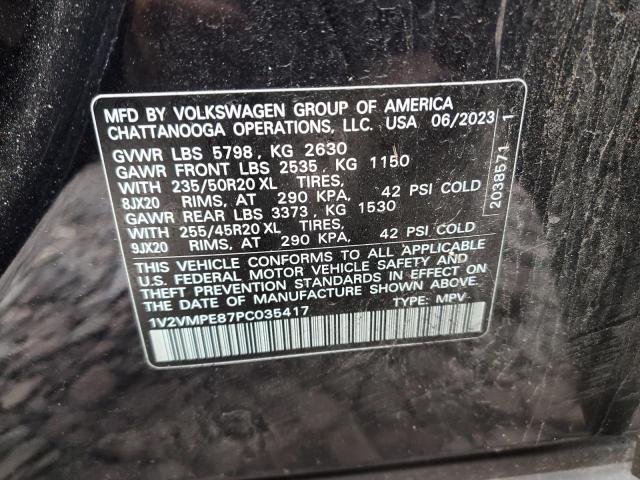 MFD BY VOLKSWAGEN GROUP OF AMERICA
CHATTANOOGA OPERATIONS, LLC. USA 06/2023
GVWR LBS 5798, KG 2630
GAWR FRONT LBS 2535, KG 1150
WITH 235/50R20 XL TIRES,
8JX20 RIMS, AT 290 KPA, 42 PSI COLD
GAWR REAR LBS 3373, KG 1530
WITH 255/45R20 XL TIRES,
9JX20 RIMS, AT 290 KPA, 42 PSI COLD
THIS VEHICLE CONFORMS TO ALL APPLICABLE
U.S. FEDERAL MOTOR VEHICLE SAFETY AND
THEFT PREVENTION STANDARDS IN EFFECT ON
THE DATE OF MANUFACTURE SHOWN ABOVE.
1V2VMPE87PC035417 TYPE: MPV
2038571 1